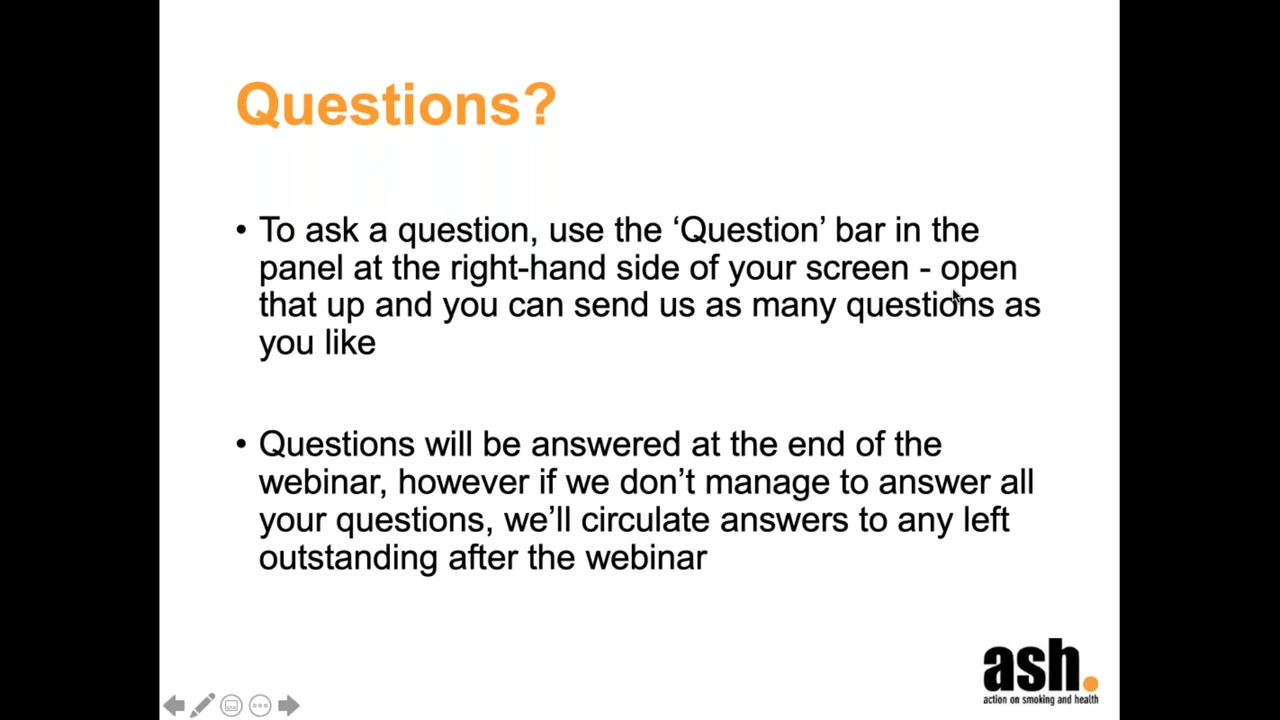 Questions?
• To ask a question, use the ‘Question’ bar in the
panel at the right-hand side of your screen - open
that up and you can send us as many questions as
you like
• Questions will be answered at the end of the
webinar, however if we don’t manage to answer all
your questions, we’ll circulate answers to any left
outstanding after the webinar
ash.
action on smoking and health